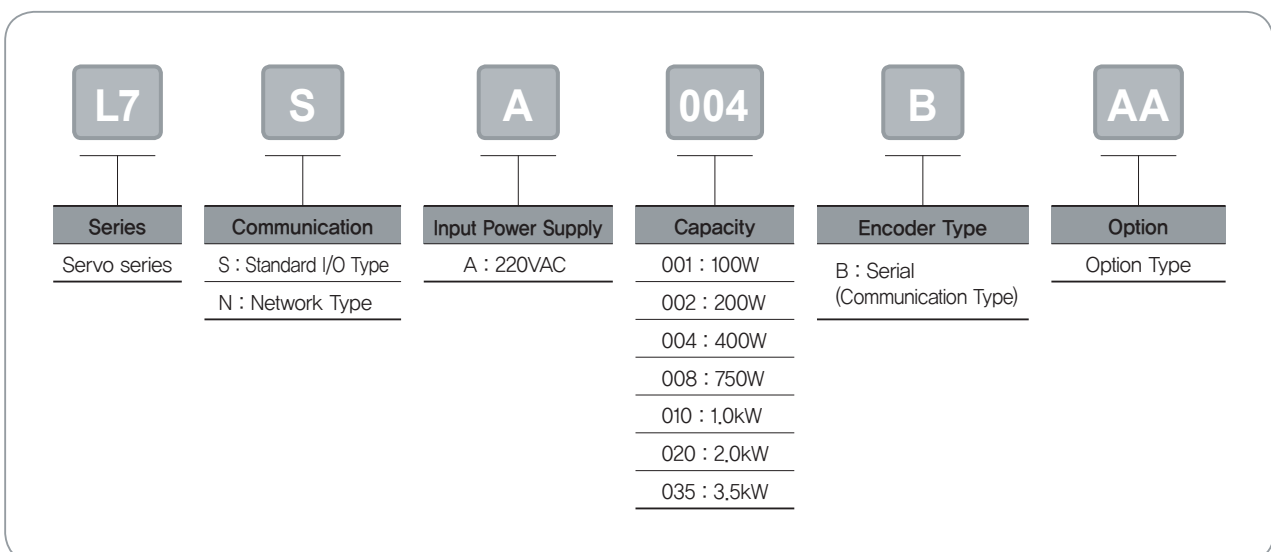 L7 S A 004 B AA
Series Communication Input Power Supply Capacity Encoder Type Option
Servo series
S : Standard I/O Type
N : Network Type
A : 220VAC
001 : 100W
002 : 200W
004 : 400W
008 : 750W
010 : 1.0kW
020 : 2.0kW
035 : 3.5kW
B : Serial
(Communication Type)
Option Type